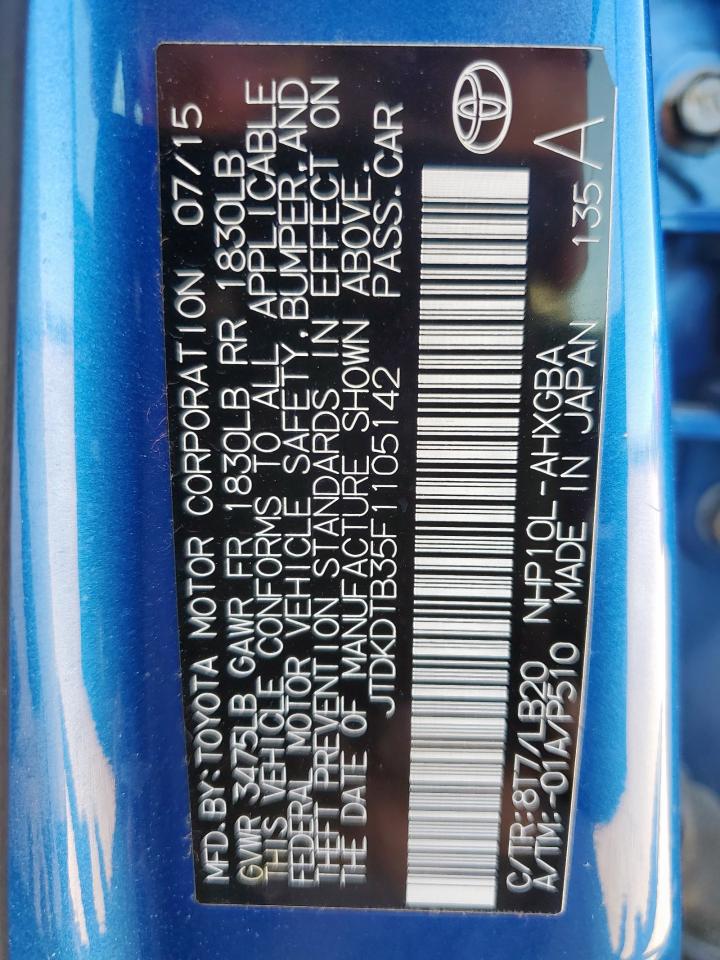 MFD. BY: TOYOTA MOTOR CORPORATION 07/15
GVWR 3475LB GAWR FR 1830LB RR 1830LB
THIS VEHICLE CONFORMS TO ALL APPLICABLE
FEDERAL MOTOR VEHICLE SAFETY, BUMPER, AND
THEFT PREVENTION STANDARDS IN EFFECT ON
THE DATE OF MANUFACTURE SHOWN ABOVE.
JTDKDTB35F1105142 PASS. CAR
C/TR: 8T7/LB20 NHP10L-AHXGBA 135 A
A/TM: -01A/P510 MADE IN JAPAN